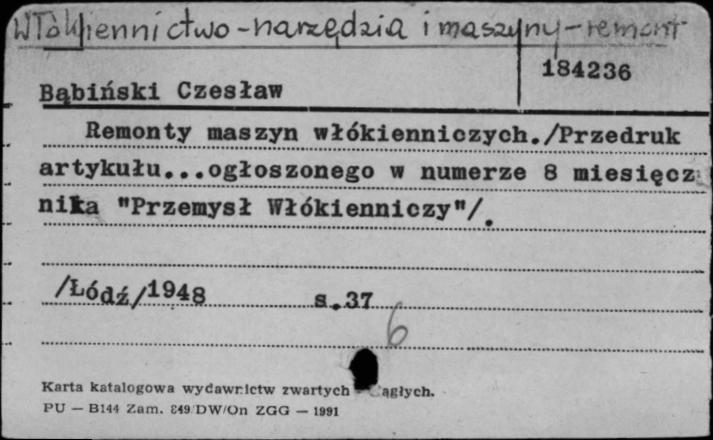 Włókiennictwo - narzędzia i maszyny - remont
184236
Bąbiński Czesław
Remonty maszyn włókienniczych./Przedruk
artykułu...ogłoszonego w numerze 8 miesięcz
nika "Przemysł Włókienniczy"/.
/Łódź/1948 s.37
6
Karta katalogowa wydawnictw zwartych
PU — B144 Zam. 849/DW/On ZGG — 1991